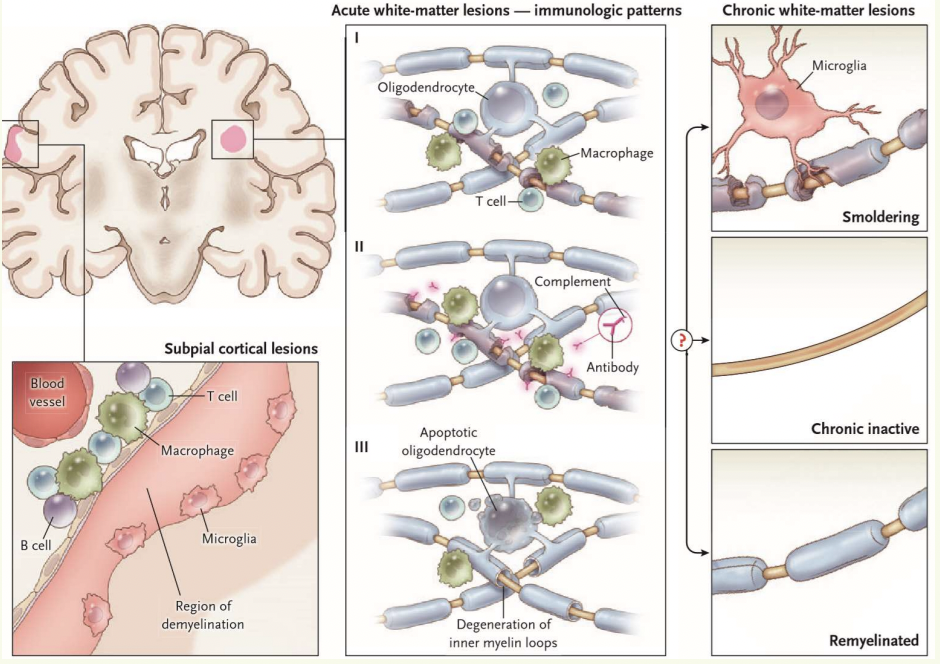 Acute white-matter lesions — immunologic patterns
Chronic white-matter lesions
I
Oligodendrocyte
Macrophage
T cell
II
Complement
Antibody
III
Apoptotic
oligodendrocyte
Degeneration of
inner myelin loops
Subpial cortical lesions
Blood
vessel
T cell
Macrophage
B cell
Microglia
Region of
demyelination
?
Microglia
Smoldering
Chronic inactive
Remyelinated